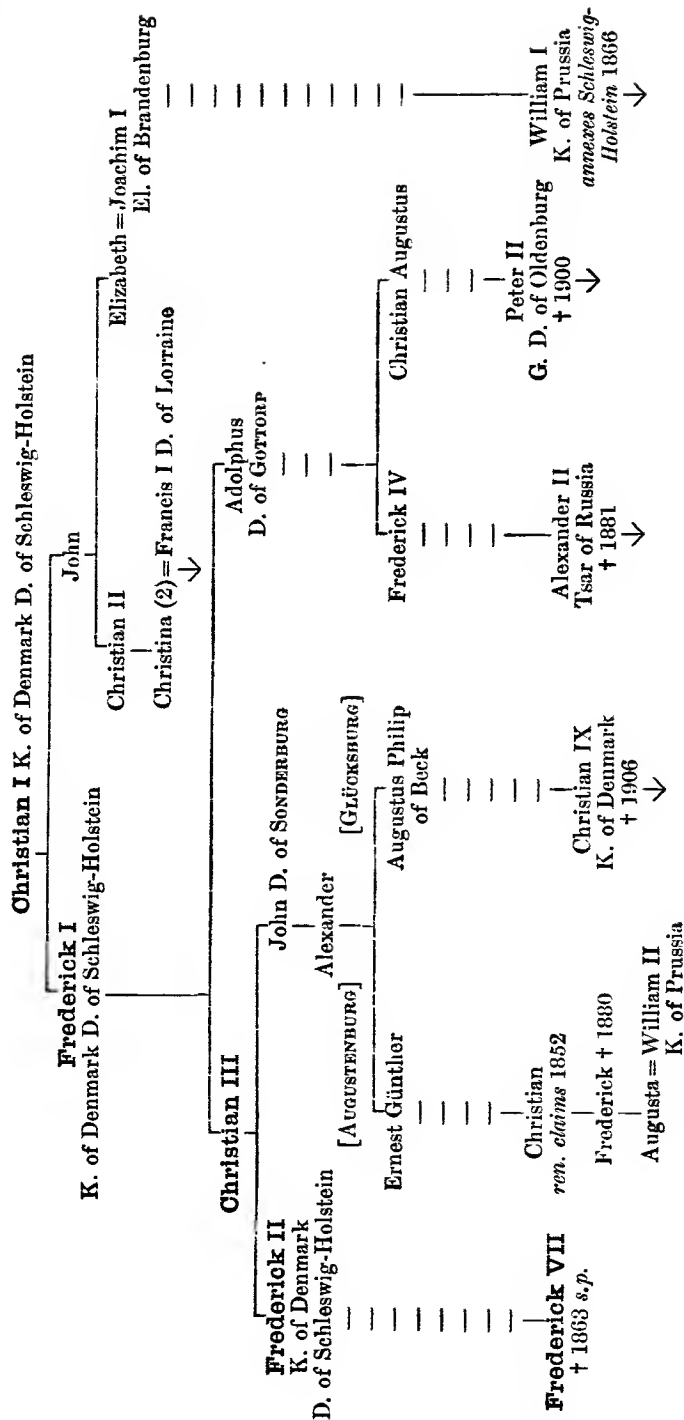 Christian I K. of Denmark D. of Schleswig-Holstein
Frederick I
K. of Denmark D. of Schleswig-Holstein
John
Christian II
Elizabeth = Joachim I
El. of Brandenburg
Christina (2) = Francis I D. of Lorraine
Christian III
Adolphus
D. of GOTTORP
Frederick II
K. of Denmark
D. of Schleswig-Holstein
John D. of SONDERBURG
Alexander
[AUGUSTENBURG]
[GLÜCKSBURG]
Ernest Günther
Augustus Philip
of Beck
Frederick IV
Christian Augustus
Frederick VII
† 1863 s.p.
Christian
ren. claims 1852
Frederick † 1880
Augusta = William II
K. of Prussia
Christian IX
K. of Denmark
† 1906
Alexander II
Tsar of Russia
† 1881
Peter II
G. D. of Oldenburg
† 1900
William I
K. of Prussia
annexes Schleswig-
Holstein 1866